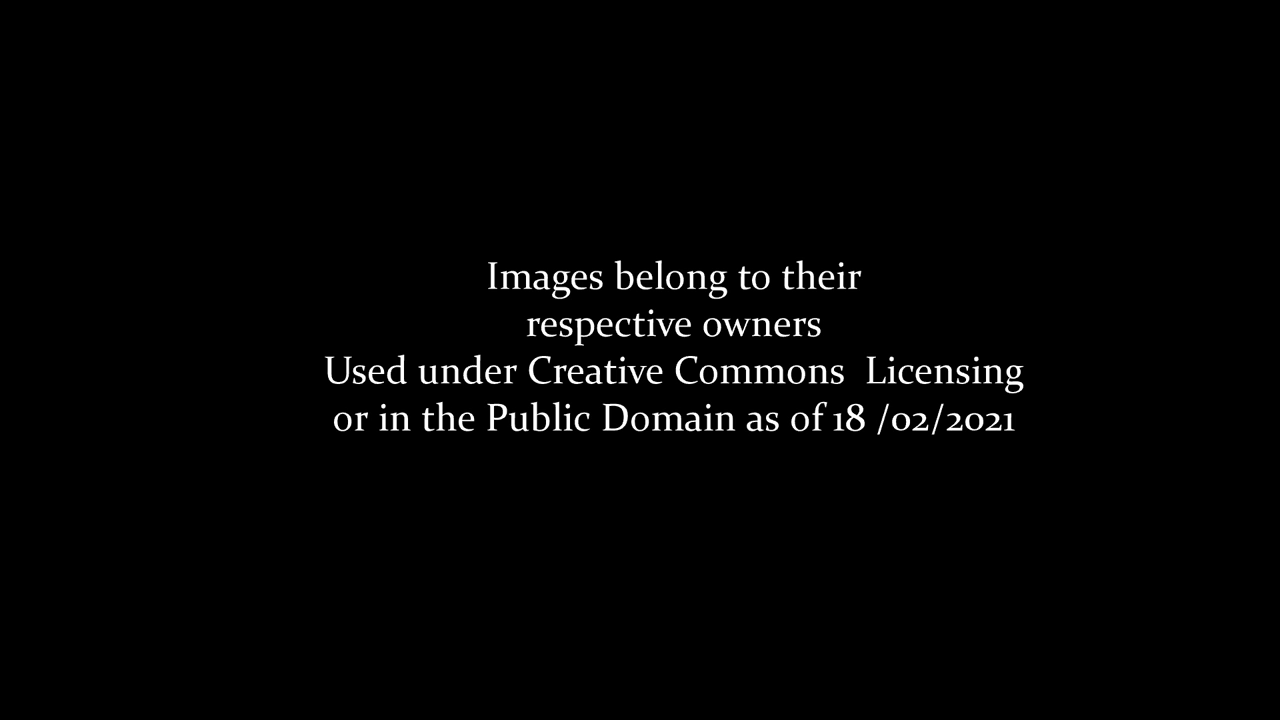 Images belong to their
respective owners
Used under Creative Commons  Licensing
or in the Public Domain as of 18 /02/2021